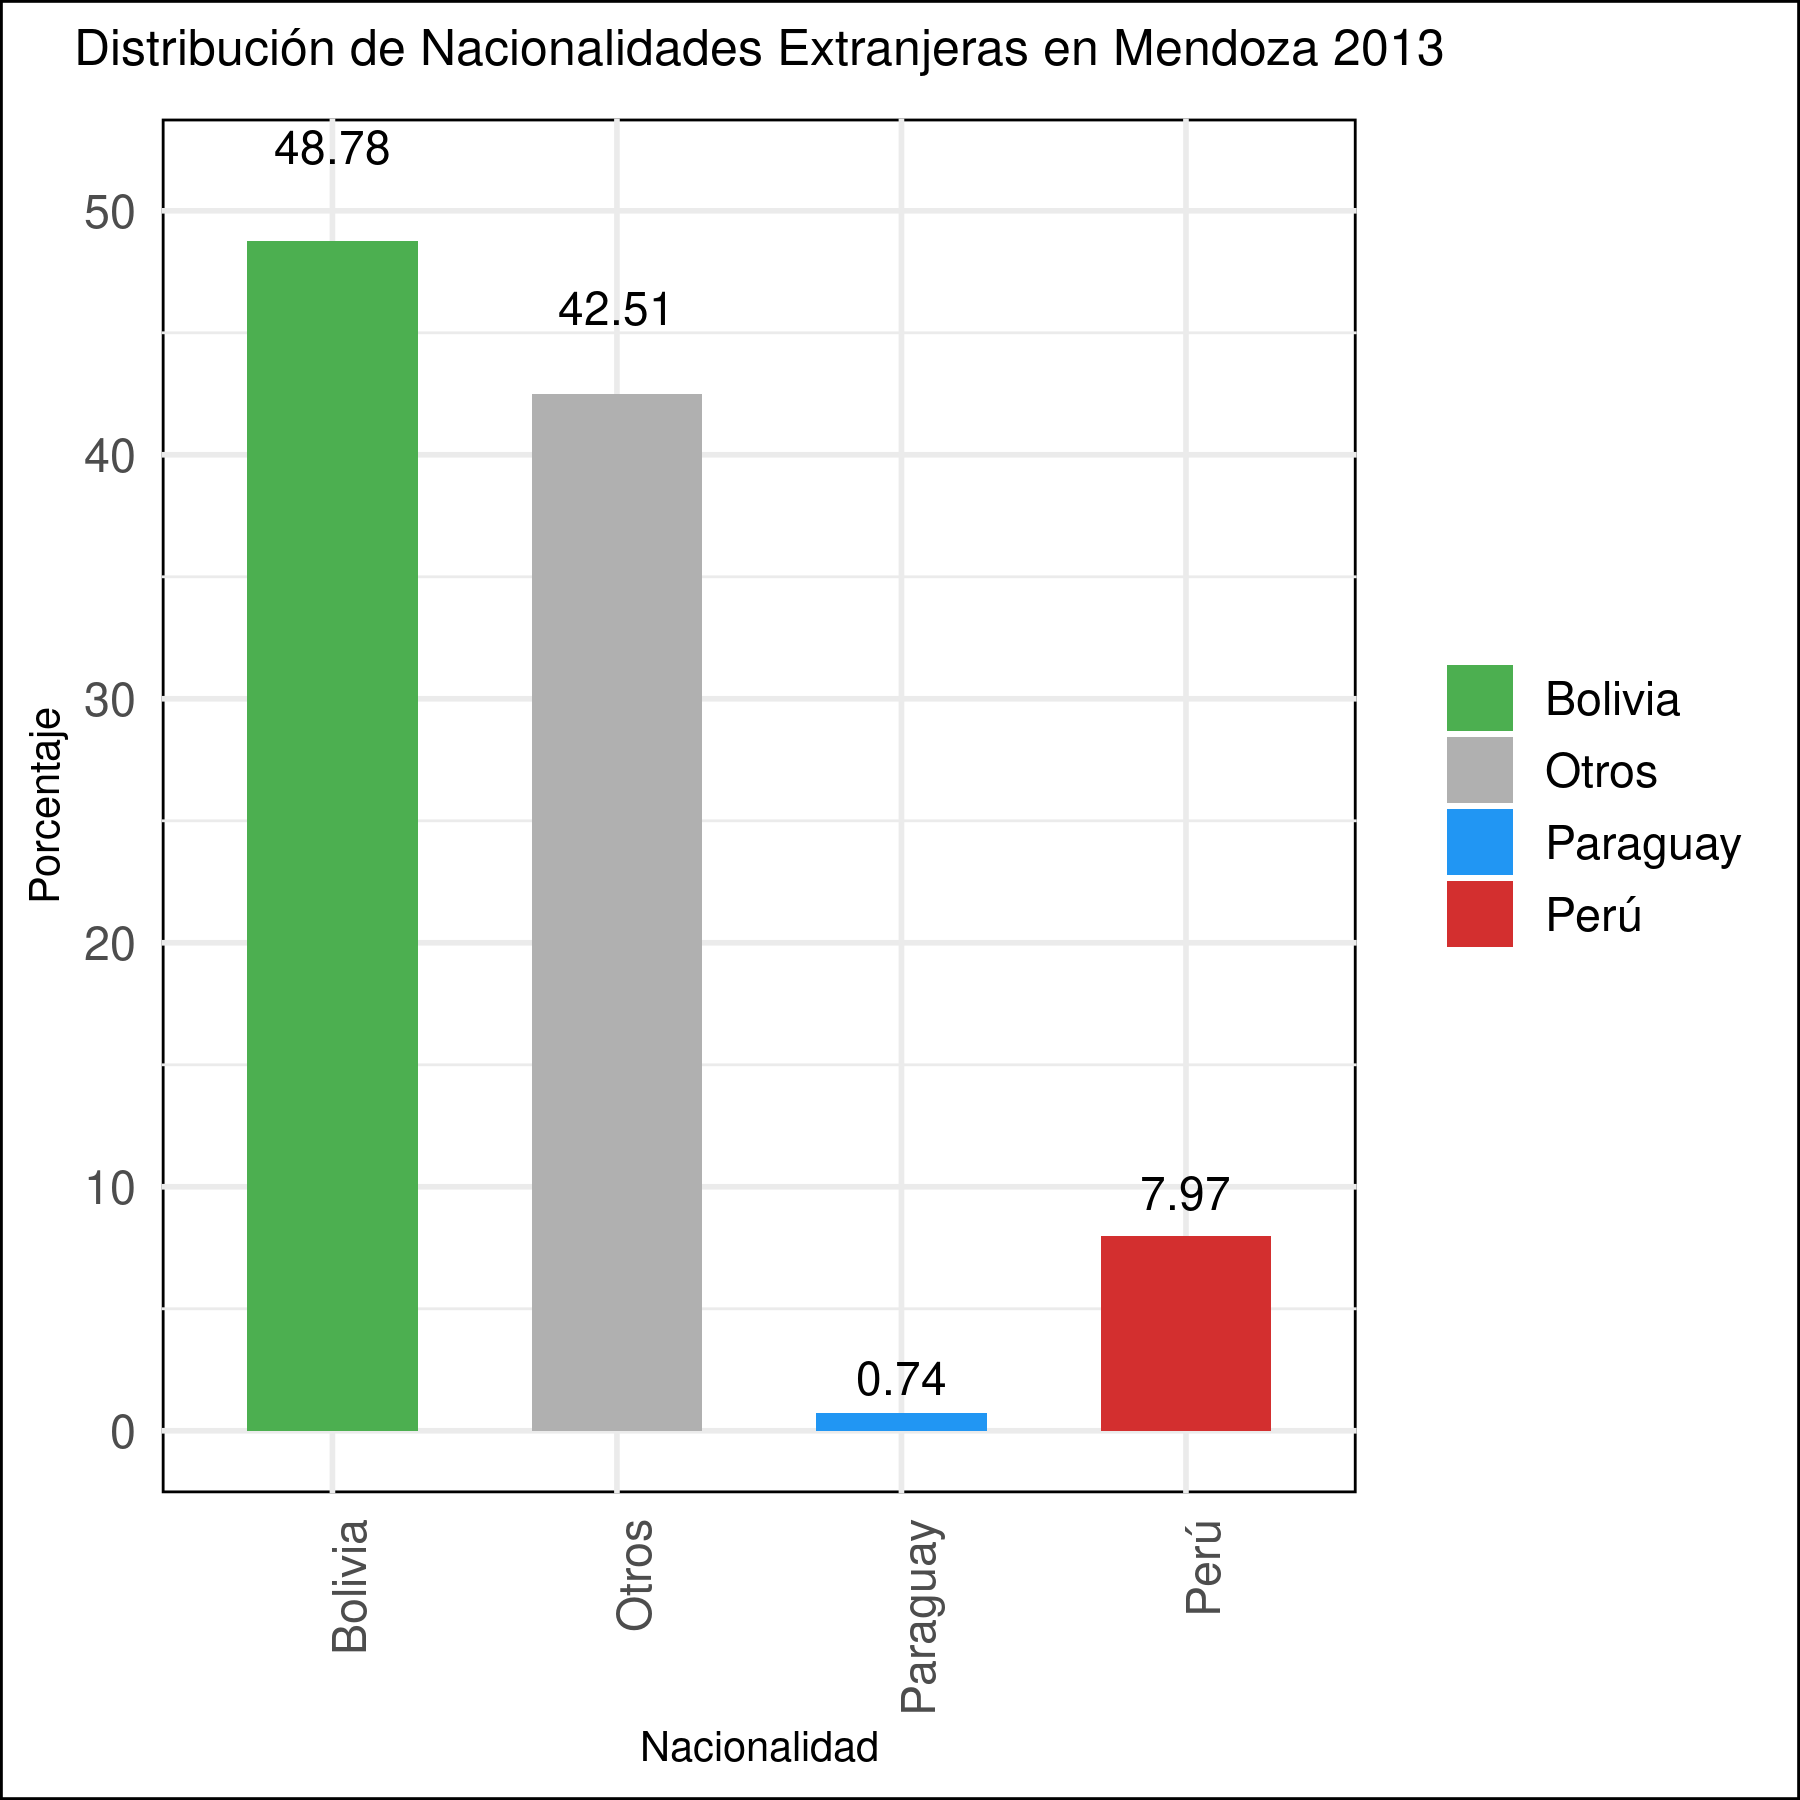 Distribución de Nacionalidades Extranjeras en Mendoza 2013
48.78
42.51
0.74
7.97
50
40
30
20
10
0
Porcentaje
Bolivia
Otros
Paraguay
Perú
Nacionalidad
Bolivia
Otros
Paraguay
Perú